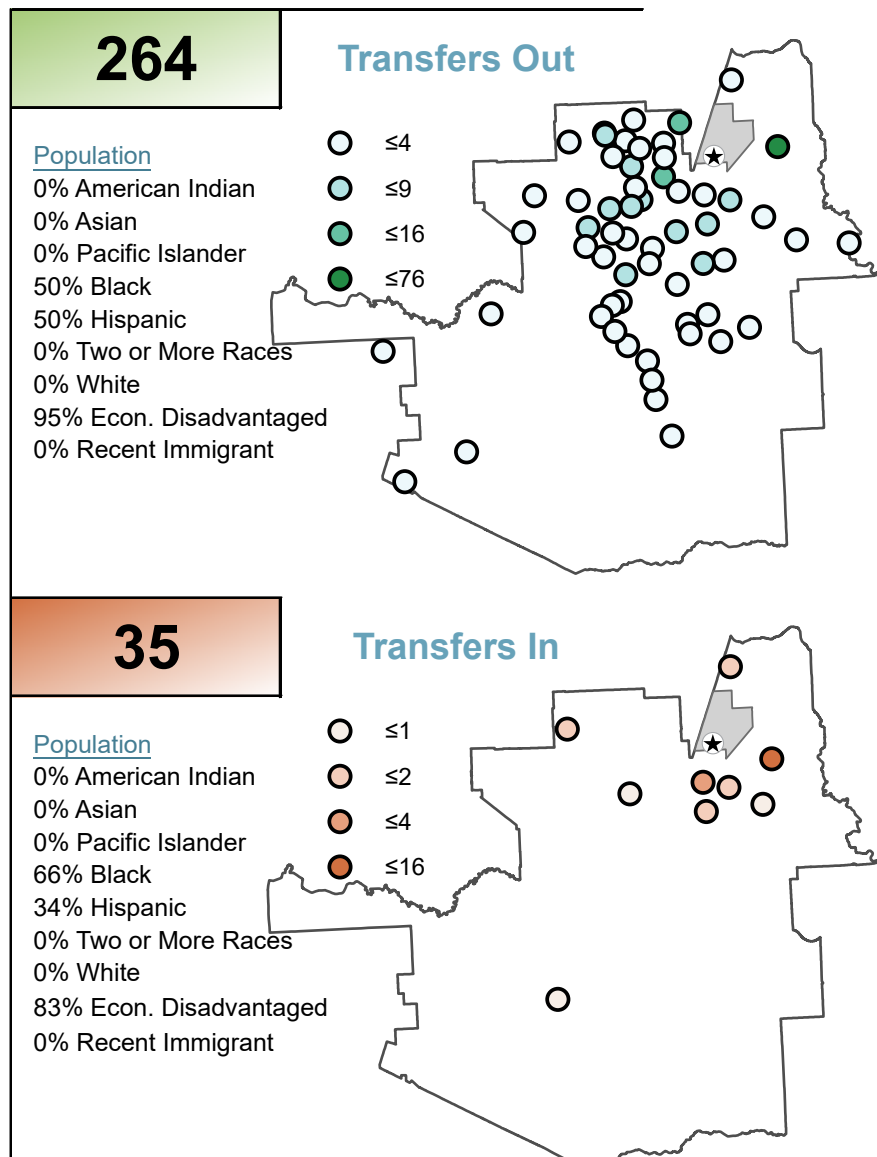 264
Transfers Out
Population
0% American Indian
0% Asian
0% Pacific Islander
50% Black
50% Hispanic
0% Two or More Races
0% White
95% Econ. Disadvantaged
0% Recent Immigrant
≤4
≤9
≤16
≤76
35
Transfers In
Population
0% American Indian
0% Asian
0% Pacific Islander
66% Black
34% Hispanic
0% Two or More Races
0% White
83% Econ. Disadvantaged
0% Recent Immigrant
≤1
≤2
≤4
≤16